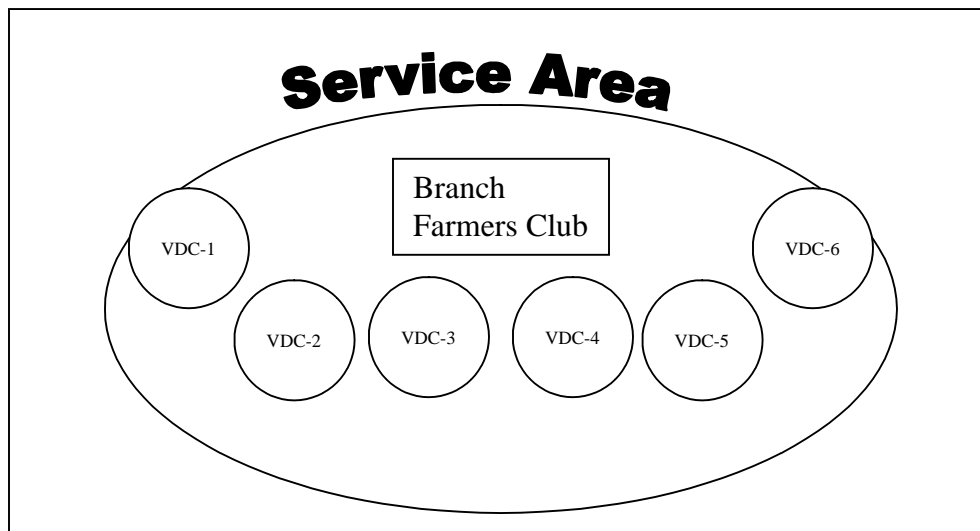 Service Area
Branch
Farmers Club
VDC-1
VDC-6
VDC-2
VDC-3
VDC-4
VDC-5